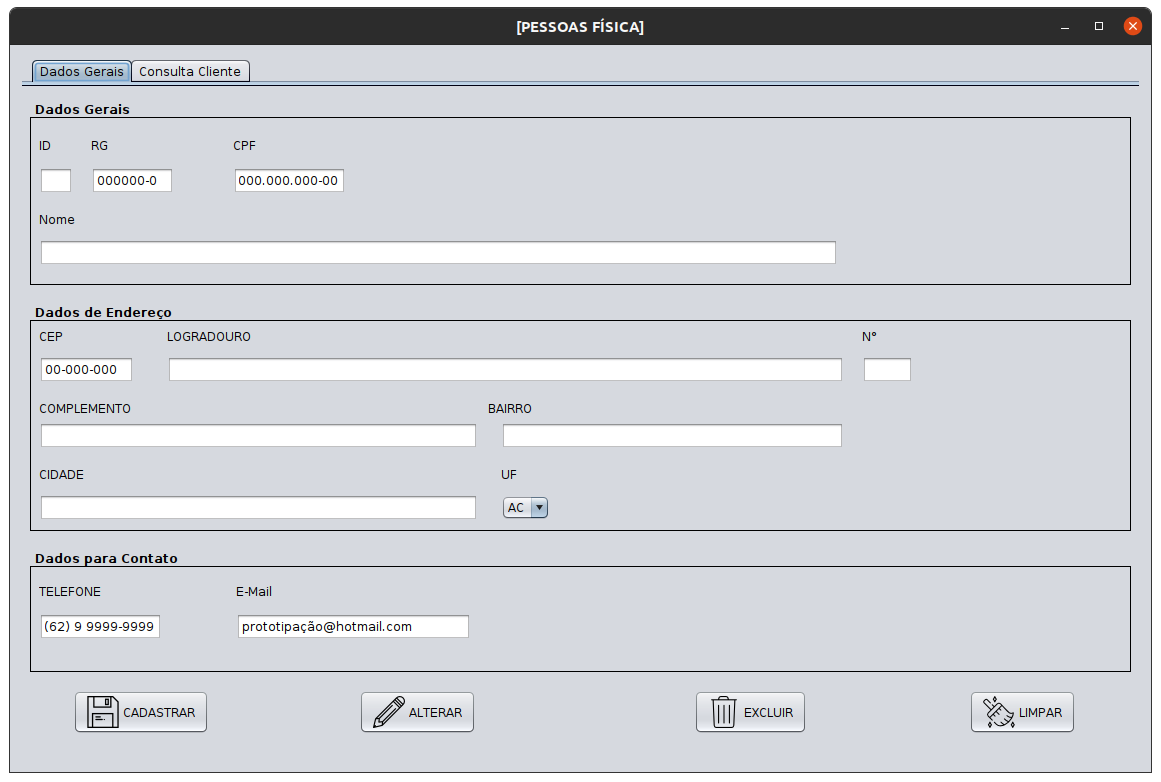 [PESSOAS FÍSICA]
Dados Gerais Consulta Cliente
Dados Gerais
ID RG CPF
000000-0 000.000.000-00
Nome
Dados de Endereço
CEP LOGRADOURO N°
00-000-000
COMPLEMENTO BAIRRO
CIDADE UF
AC
Dados para Contato
TELEFONE E-Mail
(62) 9 9999-9999 prototipação@hotmail.com
CADASTRAR ALTERAR EXCLUIR LIMPAR